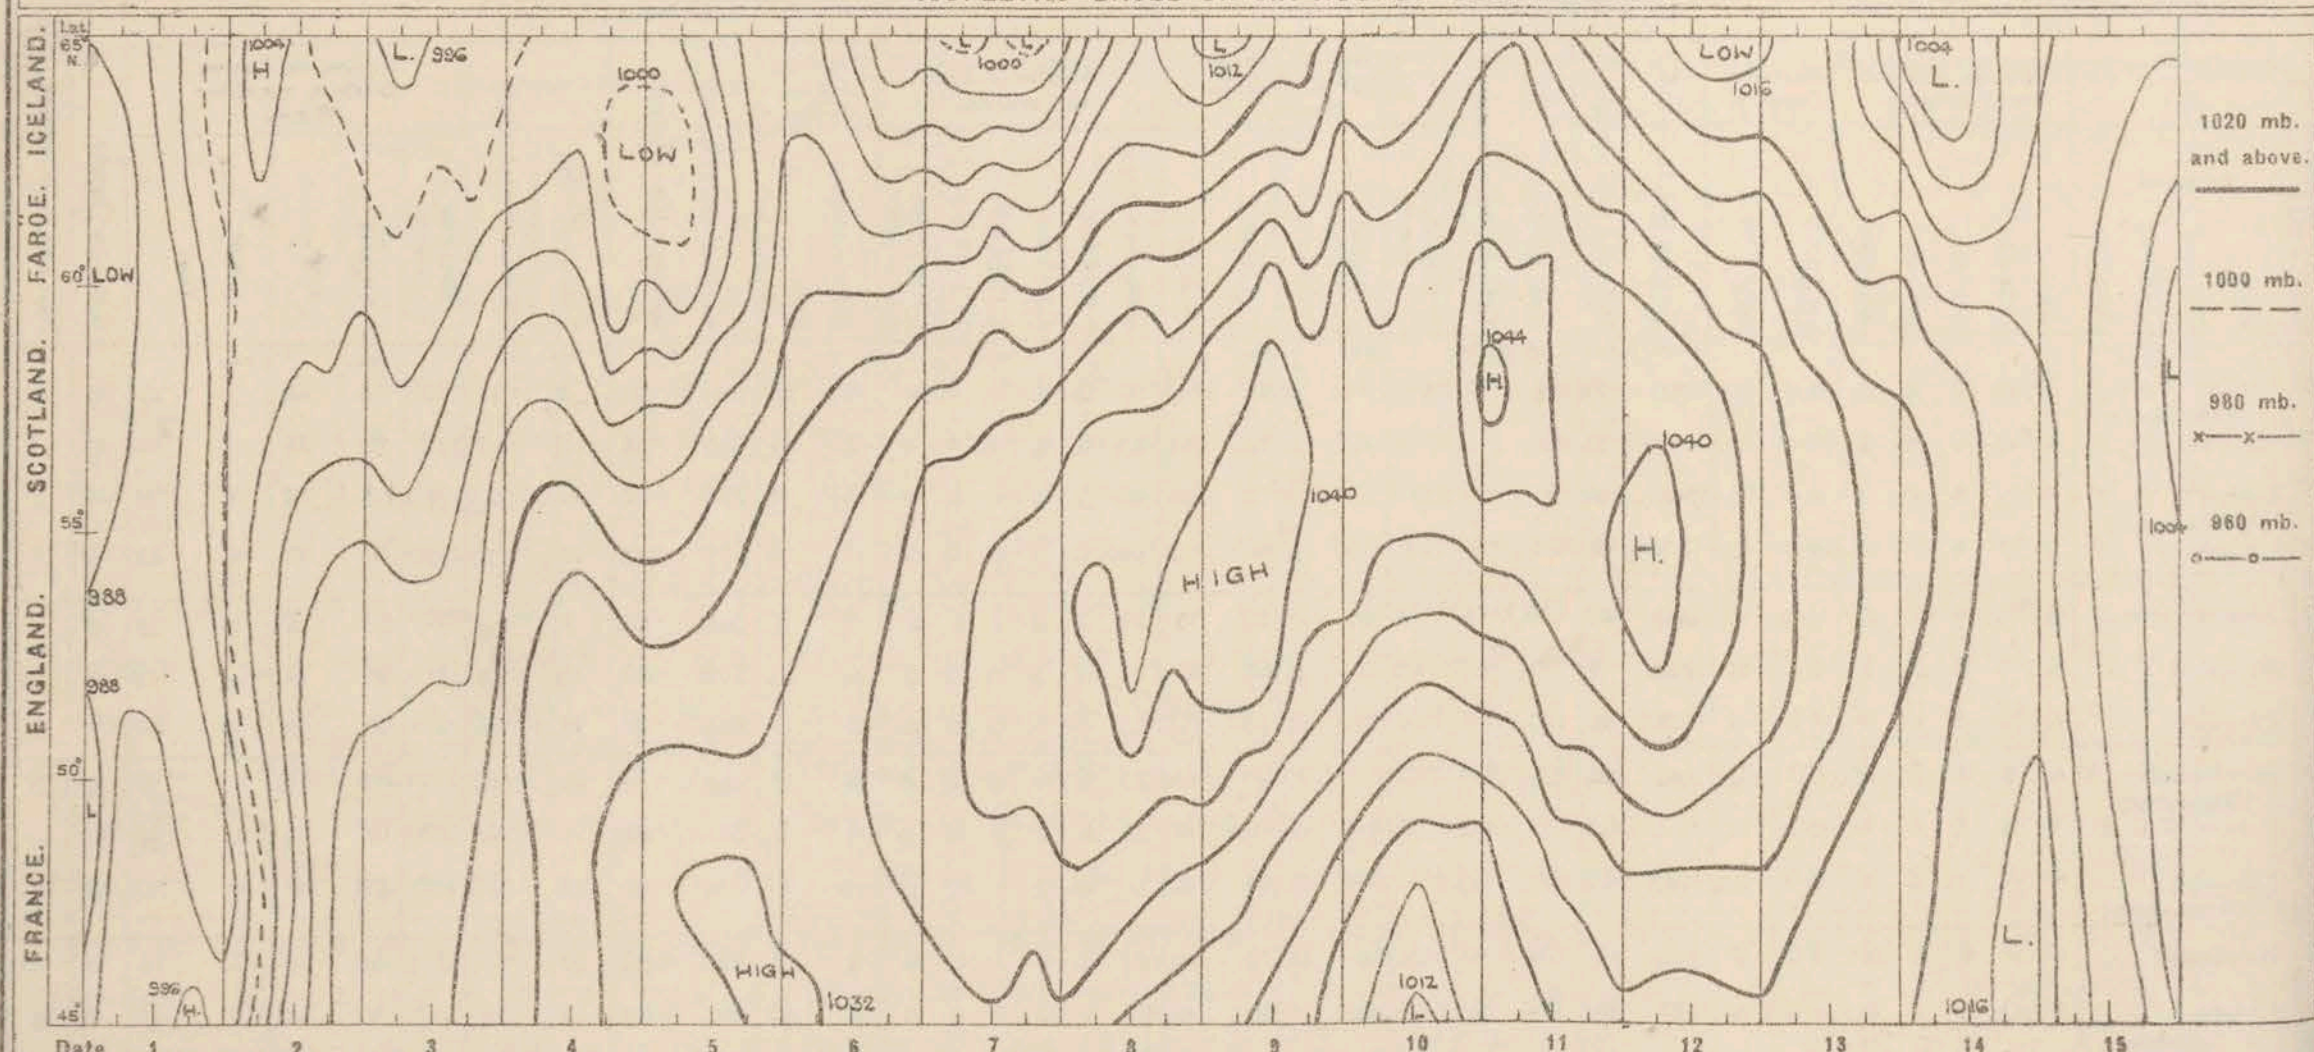 Lat.
65°
N.
60°
55°
50°
45°
ICELAND.
FARÖE.
SCOTLAND.
ENGLAND.
FRANCE.
1004
H
L. 996
1000
LOW
L
L
1000
L
1012
LOW
1016
1004
L.
LOW
1044
H
1040
H.
1040
HIGH
988
988
L
996
H.
HIGH
1032
1012
L
L.
1016
L
1004
1020 mb.
and above.
1000 mb.
980 mb.
x—x—
960 mb.
o—o—
Date 1 2 3 4 5 6 7 8 9 10 11 12 13 14 15